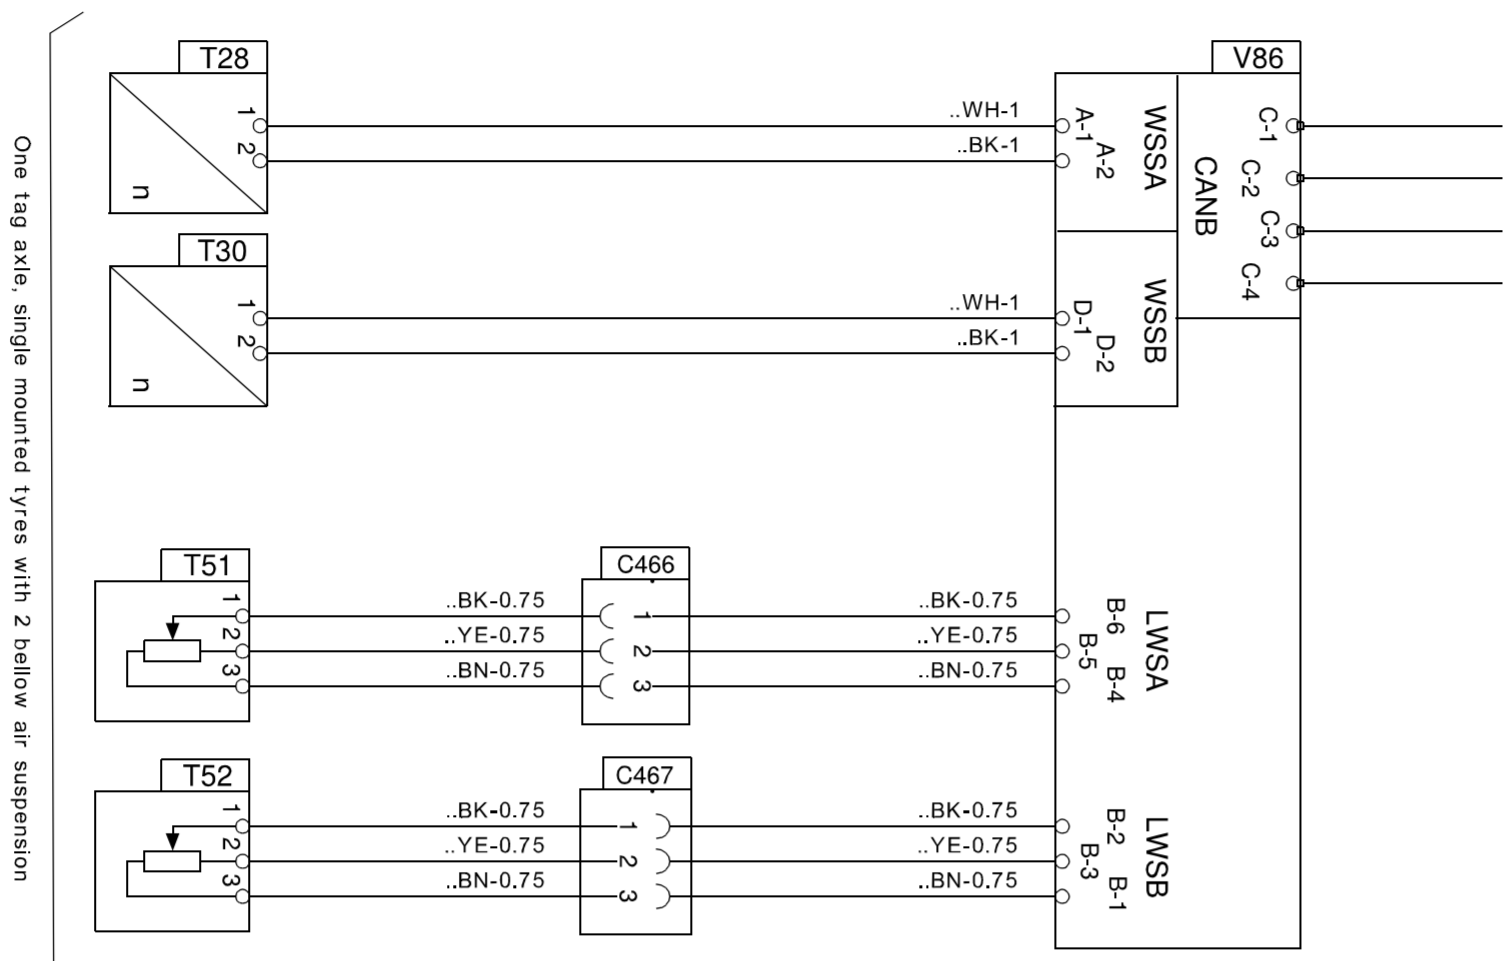 One tag axle, single mounted tyres with 2 bellow air suspension
T28
1
2
n
..WH-1
..BK-1
A-1
A-2
WSSA
V86
CANB
C-1
C-2
C-3
C-4
T30
1
2
n
..WH-1
..BK-1
D-1
D-2
WSSB
T51
1
2
3
..BK-0.75
..YE-0.75
..BN-0.75
C466
1
2
3
..BK-0.75
..YE-0.75
..BN-0.75
B-6
B-5
B-4
LWSA
T52
1
2
3
..BK-0.75
..YE-0.75
..BN-0.75
C467
1
2
3
..BK-0.75
..YE-0.75
..BN-0.75
B-2
B-3
B-1
LWSB